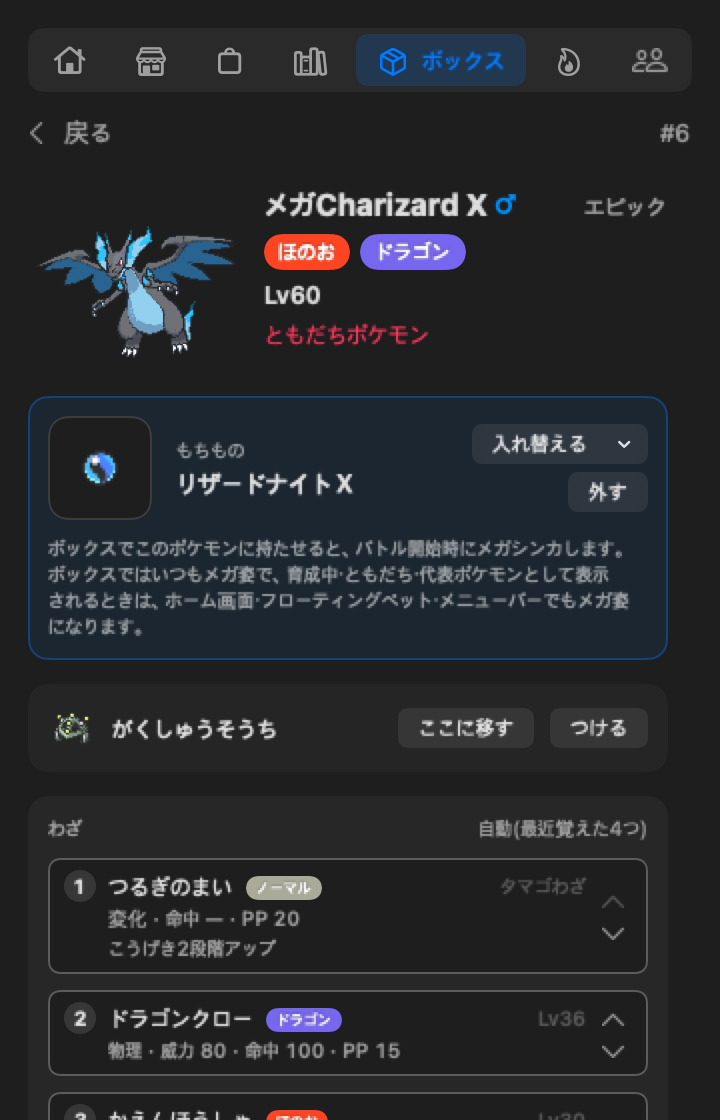 ボックス
戻る
#6
メガCharizard X ♂
エピック
ほのお ドラゴン
Lv60
ともだちポケモン
もちもの
リザードナイトX
入れ替える
外す
ボックスでこのポケモンに持たせると、バトル開始時にメガシンカします。
ボックスではいつもメガ姿で、育成中·ともだち·代表ポケモンとして表示
されるときは、ホーム画面·フローティングペット·メニューバーでもメガ姿
になります。
がくしゅうそうち
ここに移す
つける
わざ
自動(最近覚えた4つ)
1 つるぎのまい ノーマル タマゴわざ
変化 · 命中 — · PP 20
こうげき2段階アップ
2 ドラゴンクロー ドラゴン Lv36
物理 · 威力 80 · 命中 100 · PP 15
3 かえんほうしゃ ほのお Lv30